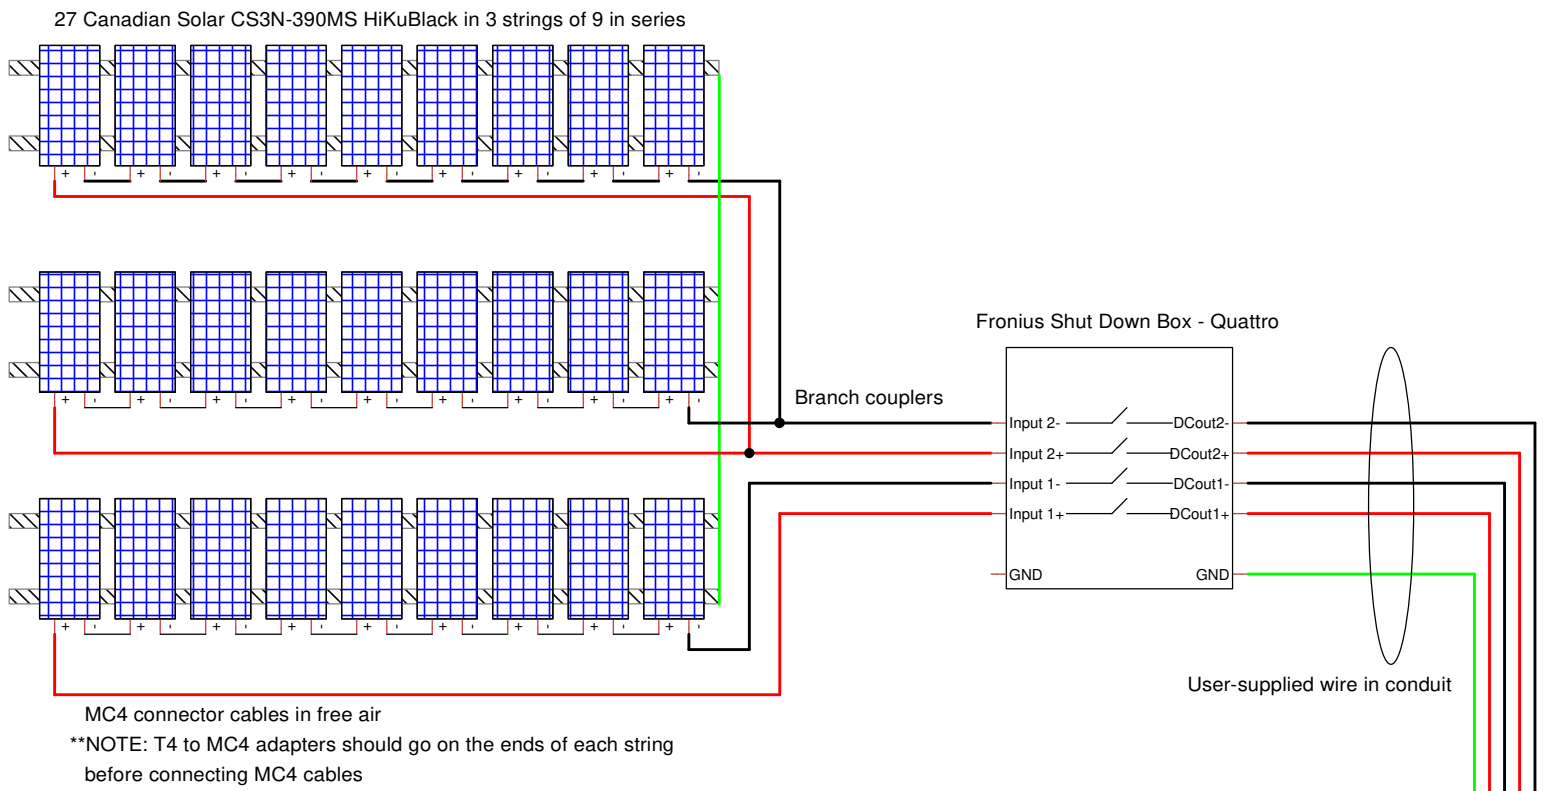 27 Canadian Solar CS3N-390MS HiKuBlack in 3 strings of 9 in series
+ - + - + - + - + - + - + - + - + -
+ - + - + - + - + - + - + - + - + -
+ - + - + - + - + - + - + - + - + -
Fronius Shut Down Box - Quattro
Branch couplers
Input 2- DCout2-
Input 2+ DCout2+
Input 1- DCout1-
Input 1+ DCout1+
GND GND
User-supplied wire in conduit
MC4 connector cables in free air
**NOTE: T4 to MC4 adapters should go on the ends of each string
before connecting MC4 cables